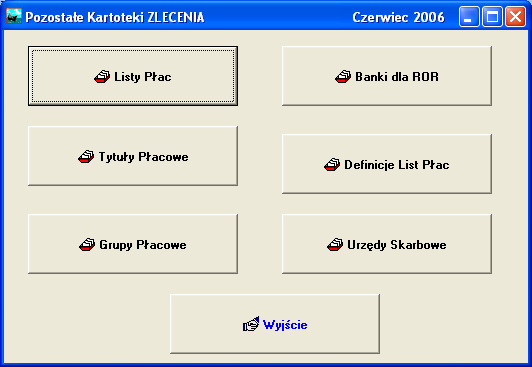 Pozostałe Kartoteki ZLECENIA Czerwiec 2006
Listy Płac
Banki dla ROR
Tytuły Płacowe
Definicje List Płac
Grupy Płacowe
Urzędy Skarbowe
Wyjście